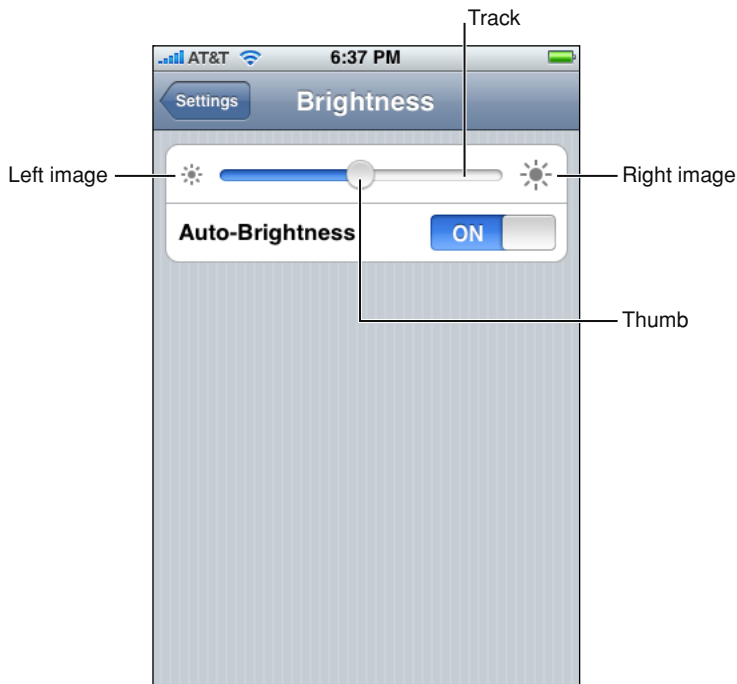 Track
AT&T 6:37 PM
Settings Brightness
Left image
Right image
Auto-Brightness ON
Thumb